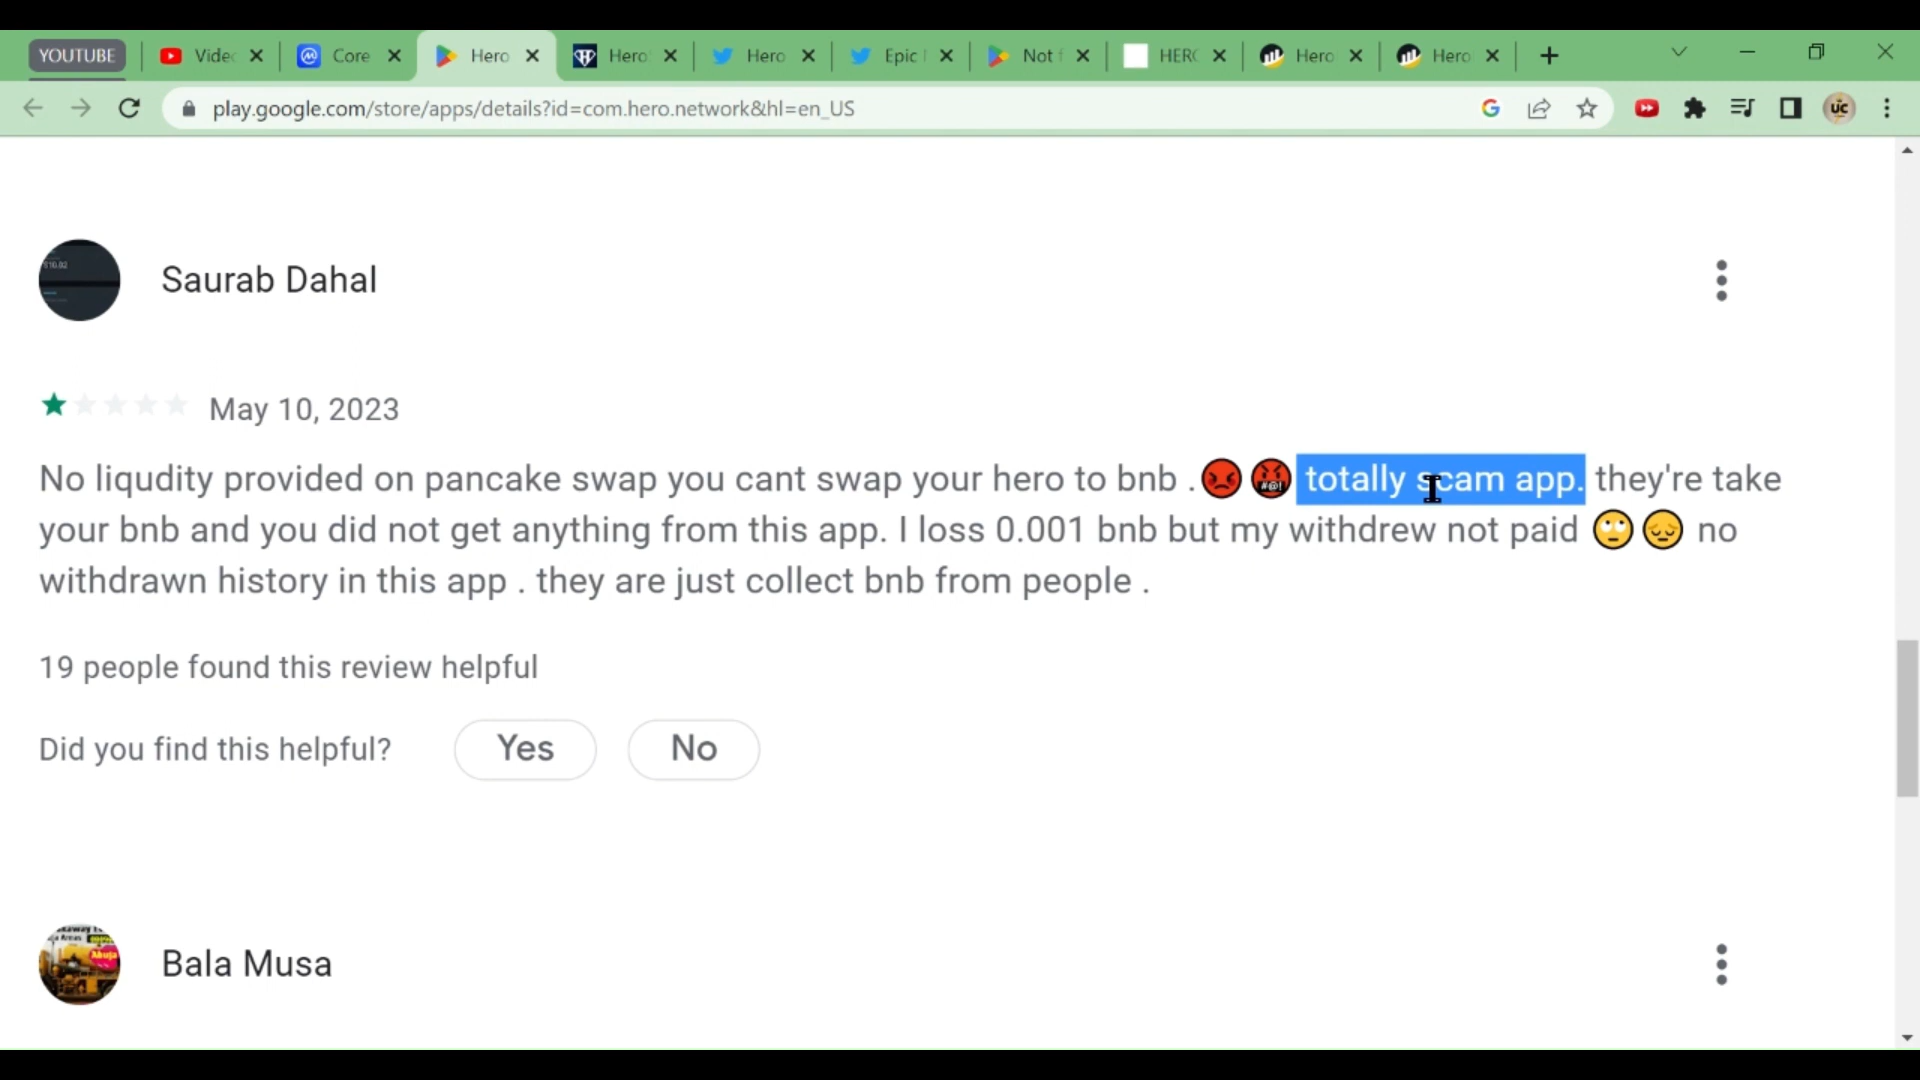 YOUTUBE Vide Core Hero Hero Hero Epic Not f HERC Hero Hero
play.google.com/store/apps/details?id=com.hero.network&hl=en_US
Saurab Dahal
May 10, 2023
No liqudity provided on pancake swap you cant swap your hero to bnb .😡🤬 totally scam app. they're take
your bnb and you did not get anything from this app. I loss 0.001 bnb but my withdrew not paid 🙄😔 no
withdrawn history in this app . they are just collect bnb from people .
19 people found this review helpful
Did you find this helpful? Yes No
Bala Musa